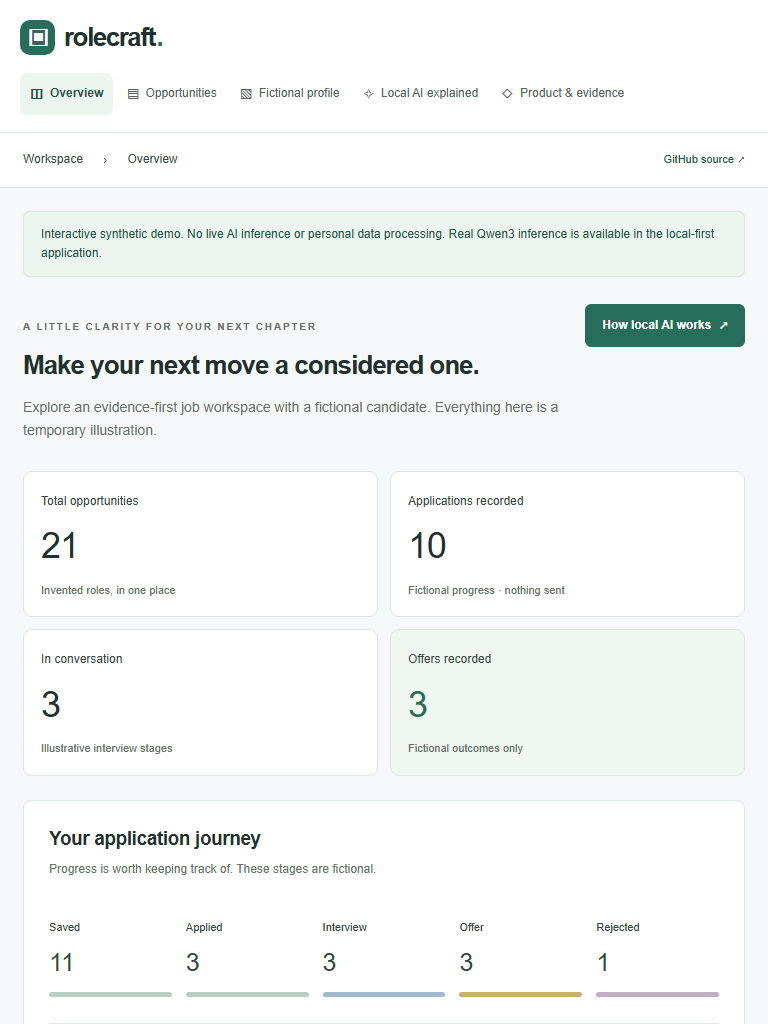 rolecraft.
Overview
Opportunities
Fictional profile
Local AI explained
Product & evidence
Workspace › Overview
GitHub source ↗
Interactive synthetic demo. No live AI inference or personal data processing. Real Qwen3 inference is available in the local-first
application.
A LITTLE CLARITY FOR YOUR NEXT CHAPTER
How local AI works ↗
Make your next move a considered one.
Explore an evidence-first job workspace with a fictional candidate. Everything here is a
temporary illustration.
Total opportunities
21
Invented roles, in one place
Applications recorded
10
Fictional progress · nothing sent
In conversation
3
Illustrative interview stages
Offers recorded
3
Fictional outcomes only
Your application journey
Progress is worth keeping track of. These stages are fictional.
Saved
11
Applied
3
Interview
3
Offer
3
Rejected
1